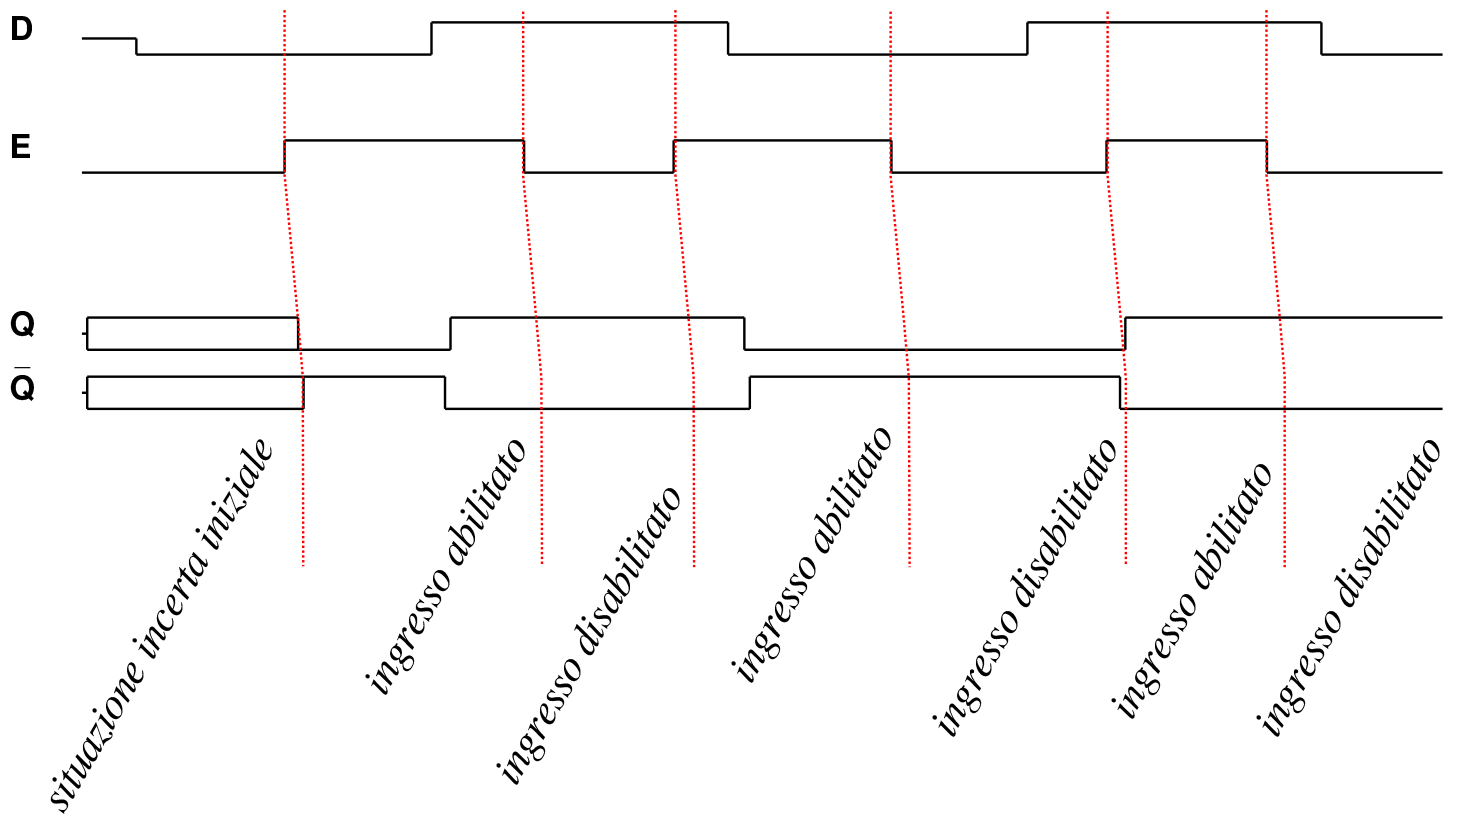 D
E
Q
Q̅
situazione incerta iniziale
ingresso abilitato
ingresso disabilitato
ingresso abilitato
ingresso disabilitato
ingresso abilitato
ingresso disabilitato